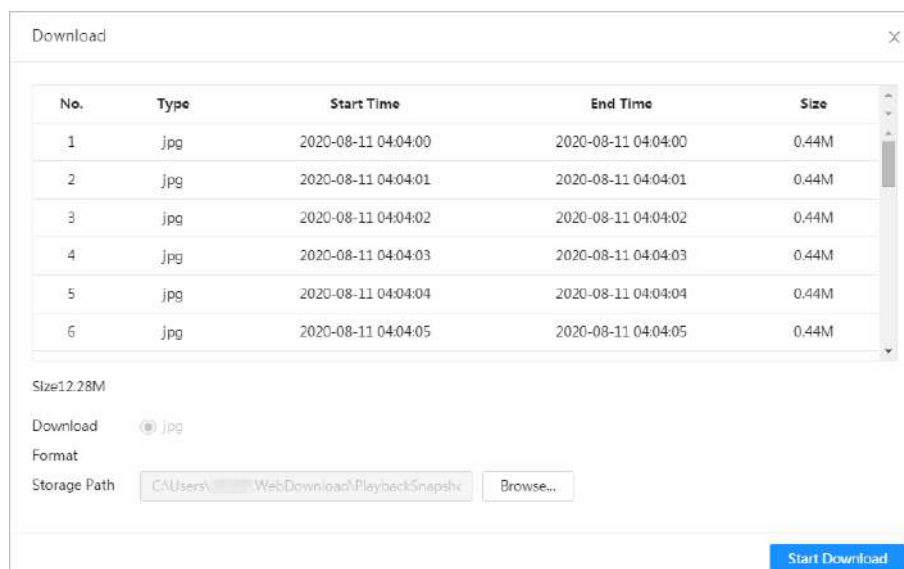 Download
No. Type Start Time End Time Size
1 jpg 2020-08-11 04:04:00 2020-08-11 04:04:00 0.44M
2 jpg 2020-08-11 04:04:01 2020-08-11 04:04:01 0.44M
3 jpg 2020-08-11 04:04:02 2020-08-11 04:04:02 0.44M
4 jpg 2020-08-11 04:04:03 2020-08-11 04:04:03 0.44M
5 jpg 2020-08-11 04:04:04 2020-08-11 04:04:04 0.44M
6 jpg 2020-08-11 04:04:05 2020-08-11 04:04:05 0.44M
Size12.28M
Download jpg
Format
Storage Path C:\Users\ WebDownload\PlaybackSnapsho Browse...
Start Download